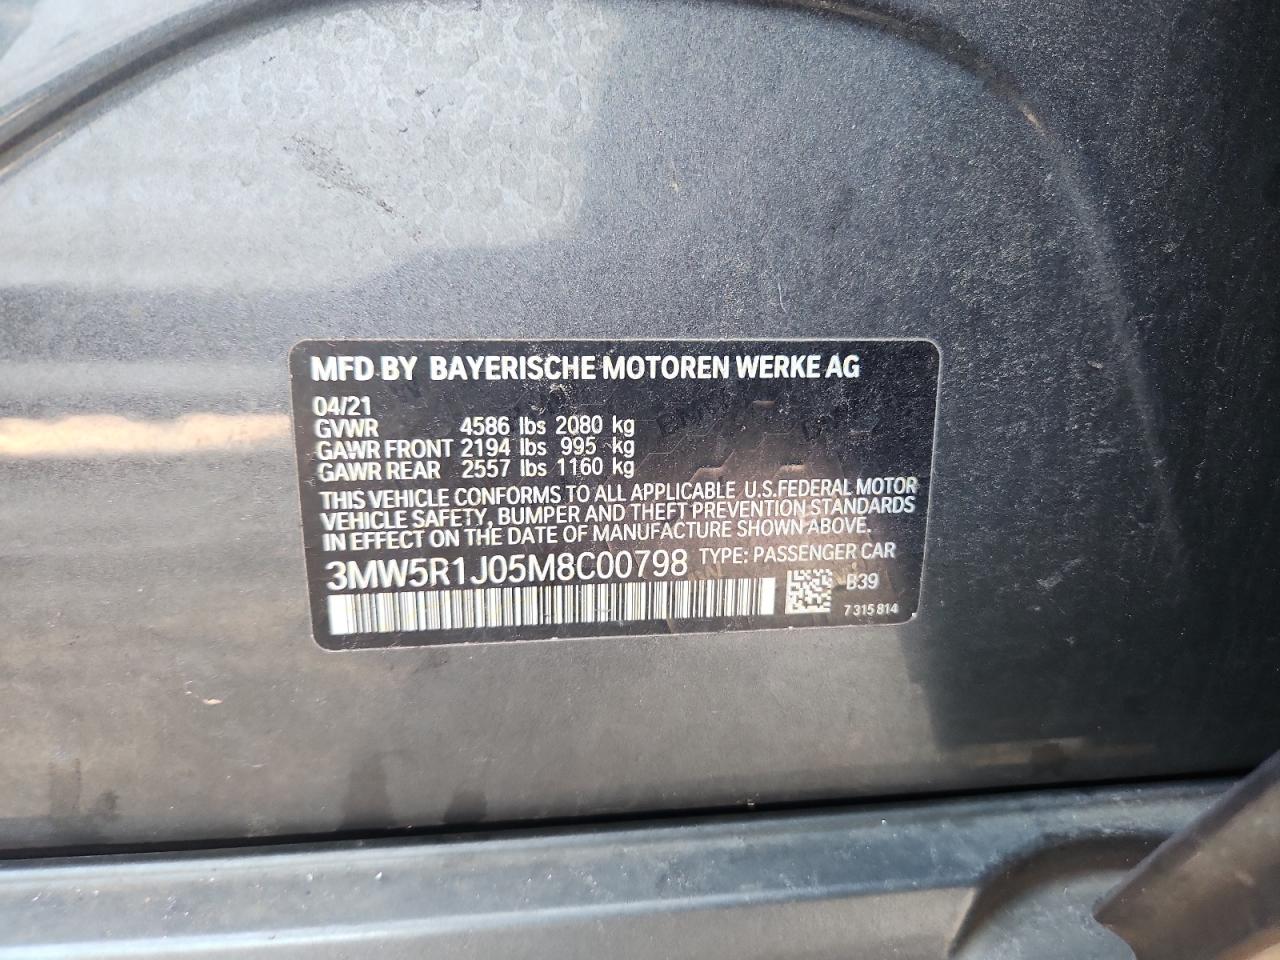 MFD BY BAYERISCHE MOTOREN WERKE AG
04/21
GVWR 4586 lbs 2080 kg
GAWR FRONT 2194 lbs 995 kg
GAWR REAR 2557 lbs 1160 kg
THIS VEHICLE CONFORMS TO ALL APPLICABLE U.S.FEDERAL MOTOR
VEHICLE SAFETY, BUMPER AND THEFT PREVENTION STANDARDS
IN EFFECT ON THE DATE OF MANUFACTURE SHOWN ABOVE.
3MW5R1J05M8C00798 TYPE: PASSENGER CAR
B39
7 315 814